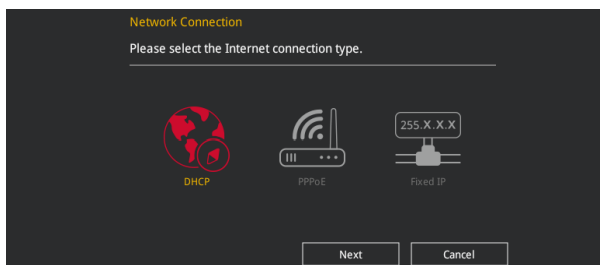 Network Connection
Please select the Internet connection type.
255.X.X.X
DHCP
PPPoE
Fixed IP
Next
Cancel